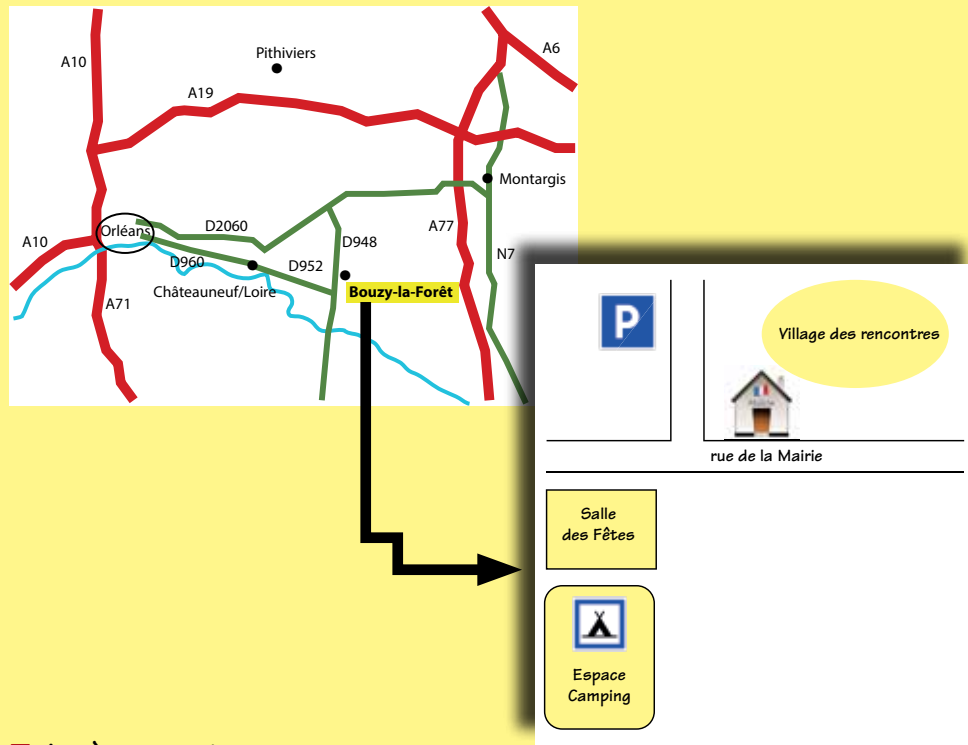 A10
Pithiviers
A6
A19
Montargis
Orléans
D2060
A10
D960
D952
D948
A77
N7
Châteauneuf/Loire
Bouzy-la-Forêt
A71
P
Village des rencontres
Mairie
rue de la Mairie
Salle
des Fêtes
Espace
Camping